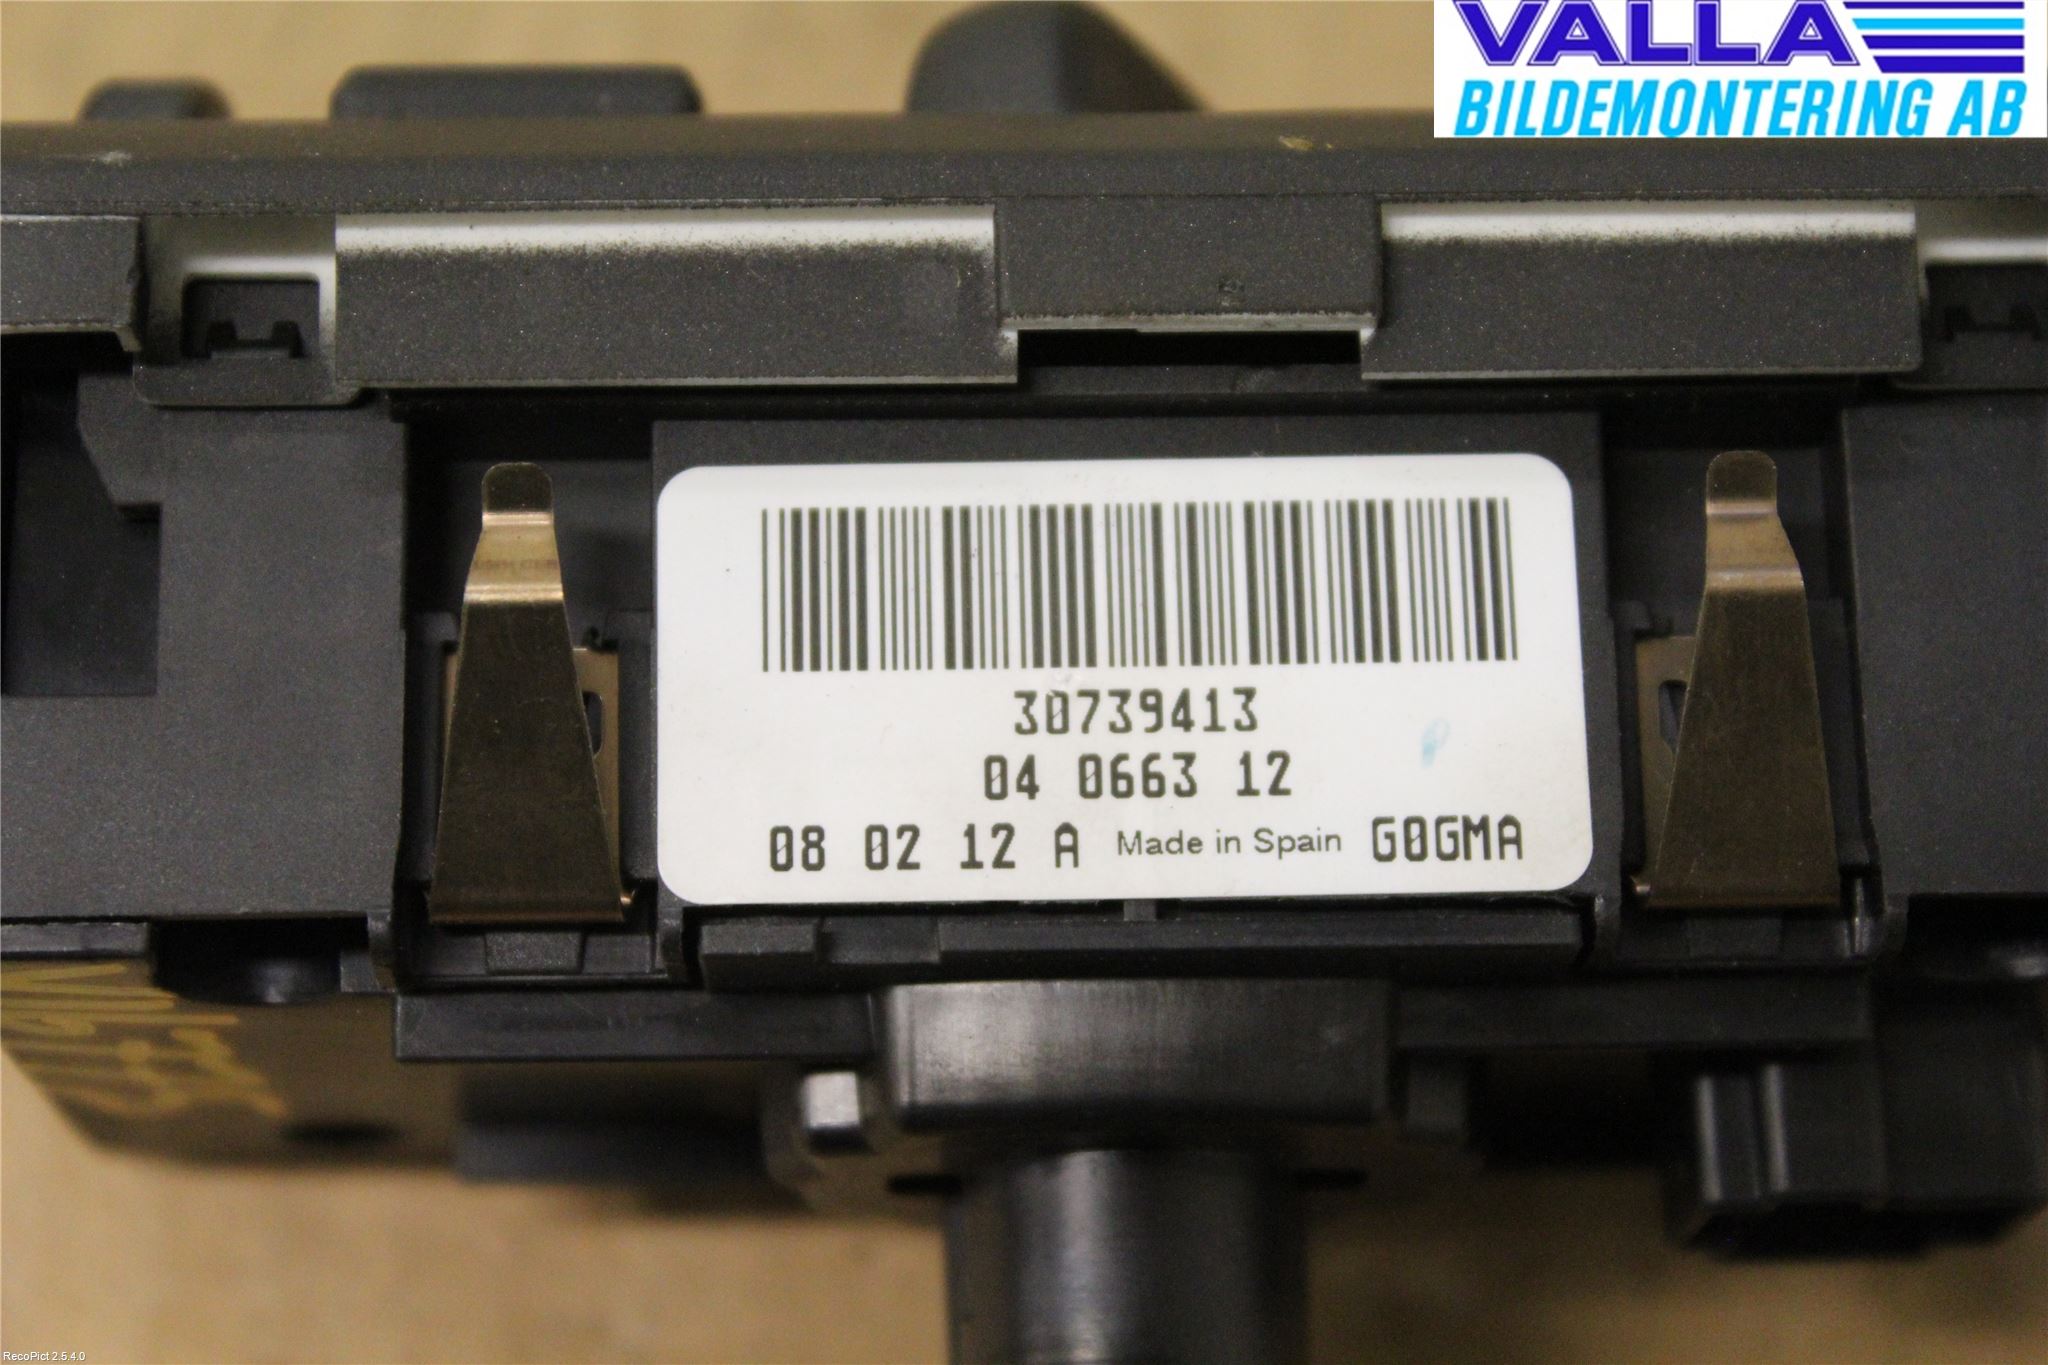 VALLA
BILDEMONTERING AB
30739413
04 0663 12
08 02 12 A Made in Spain G0GMA
RecoPict 2.5.4.0